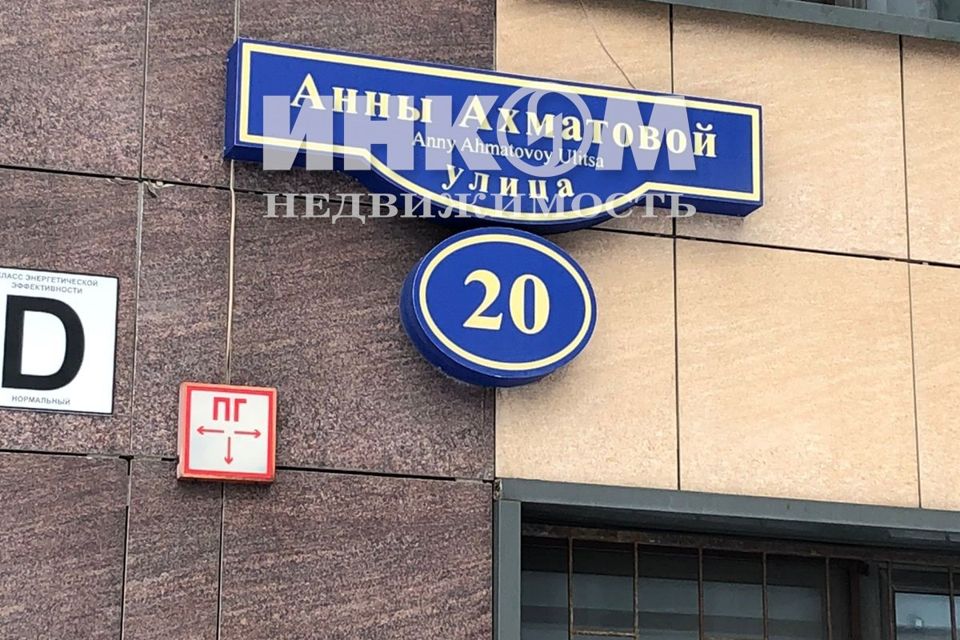 Анны Ахматовой
Anny Ahmatovoy Ulitsa
улица
ИНКОМ
НЕДВИЖИМОСТЬ
20
КЛАСС ЭНЕРГЕТИЧЕСКОЙ
ЭФФЕКТИВНОСТИ
D
НОРМАЛЬНЫЙ
ПГ